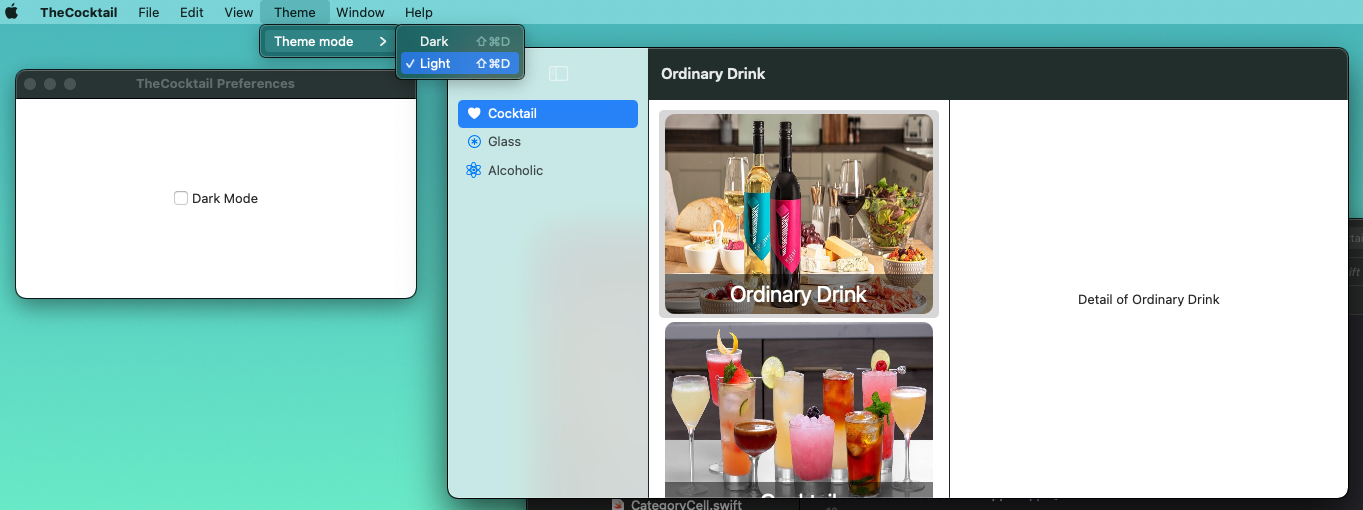 TheCocktail File Edit View Theme Window Help
Theme mode
Dark ⇧⌘D
✓ Light ⇧⌘D
TheCocktail Preferences
Dark Mode
Cocktail
Glass
Alcoholic
Ordinary Drink
Ordinary Drink
Detail of Ordinary Drink
CategoryCell.swift